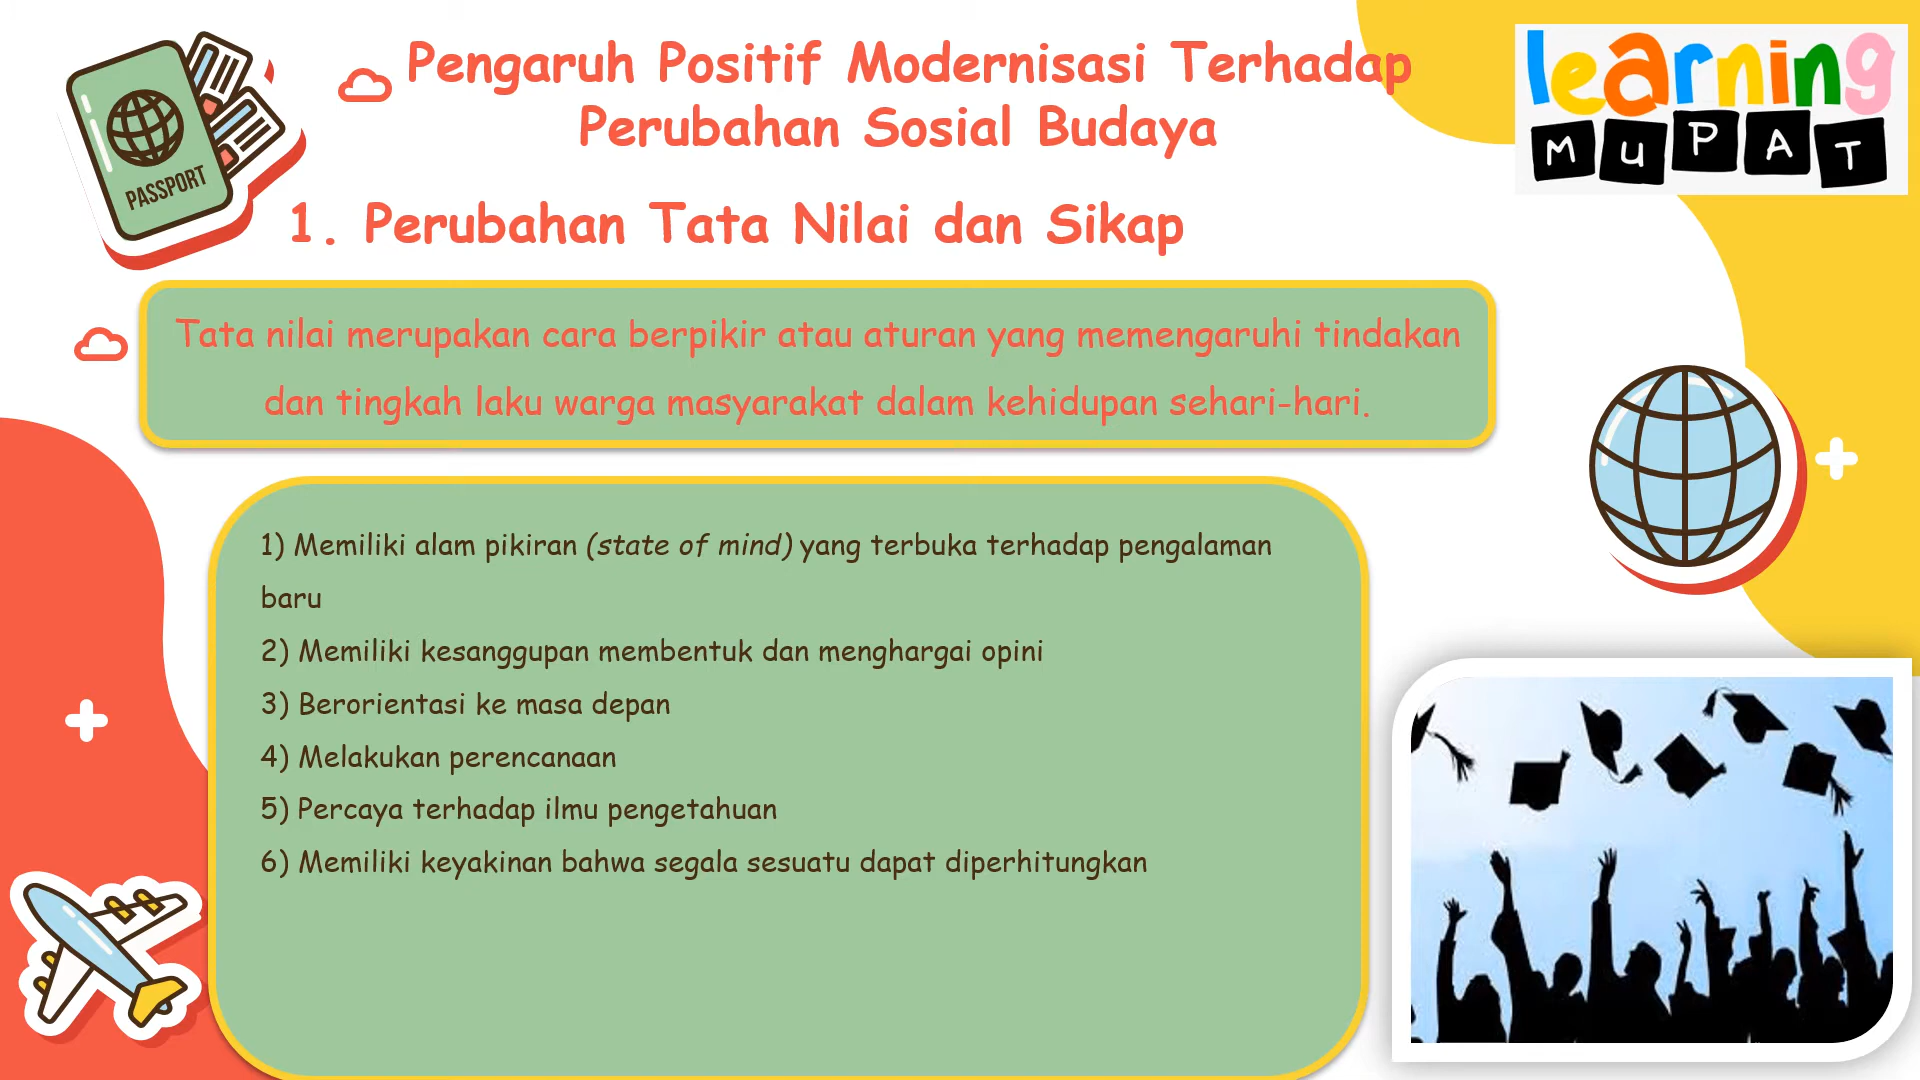 Pengaruh Positif Modernisasi Terhadap
Perubahan Sosial Budaya
learning
MUPAT
PASSPORT
1. Perubahan Tata Nilai dan Sikap
Tata nilai merupakan cara berpikir atau aturan yang memengaruhi tindakan
dan tingkah laku warga masyarakat dalam kehidupan sehari-hari.
1) Memiliki alam pikiran (state of mind) yang terbuka terhadap pengalaman
baru
2) Memiliki kesanggupan membentuk dan menghargai opini
3) Berorientasi ke masa depan
4) Melakukan perencanaan
5) Percaya terhadap ilmu pengetahuan
6) Memiliki keyakinan bahwa segala sesuatu dapat diperhitungkan